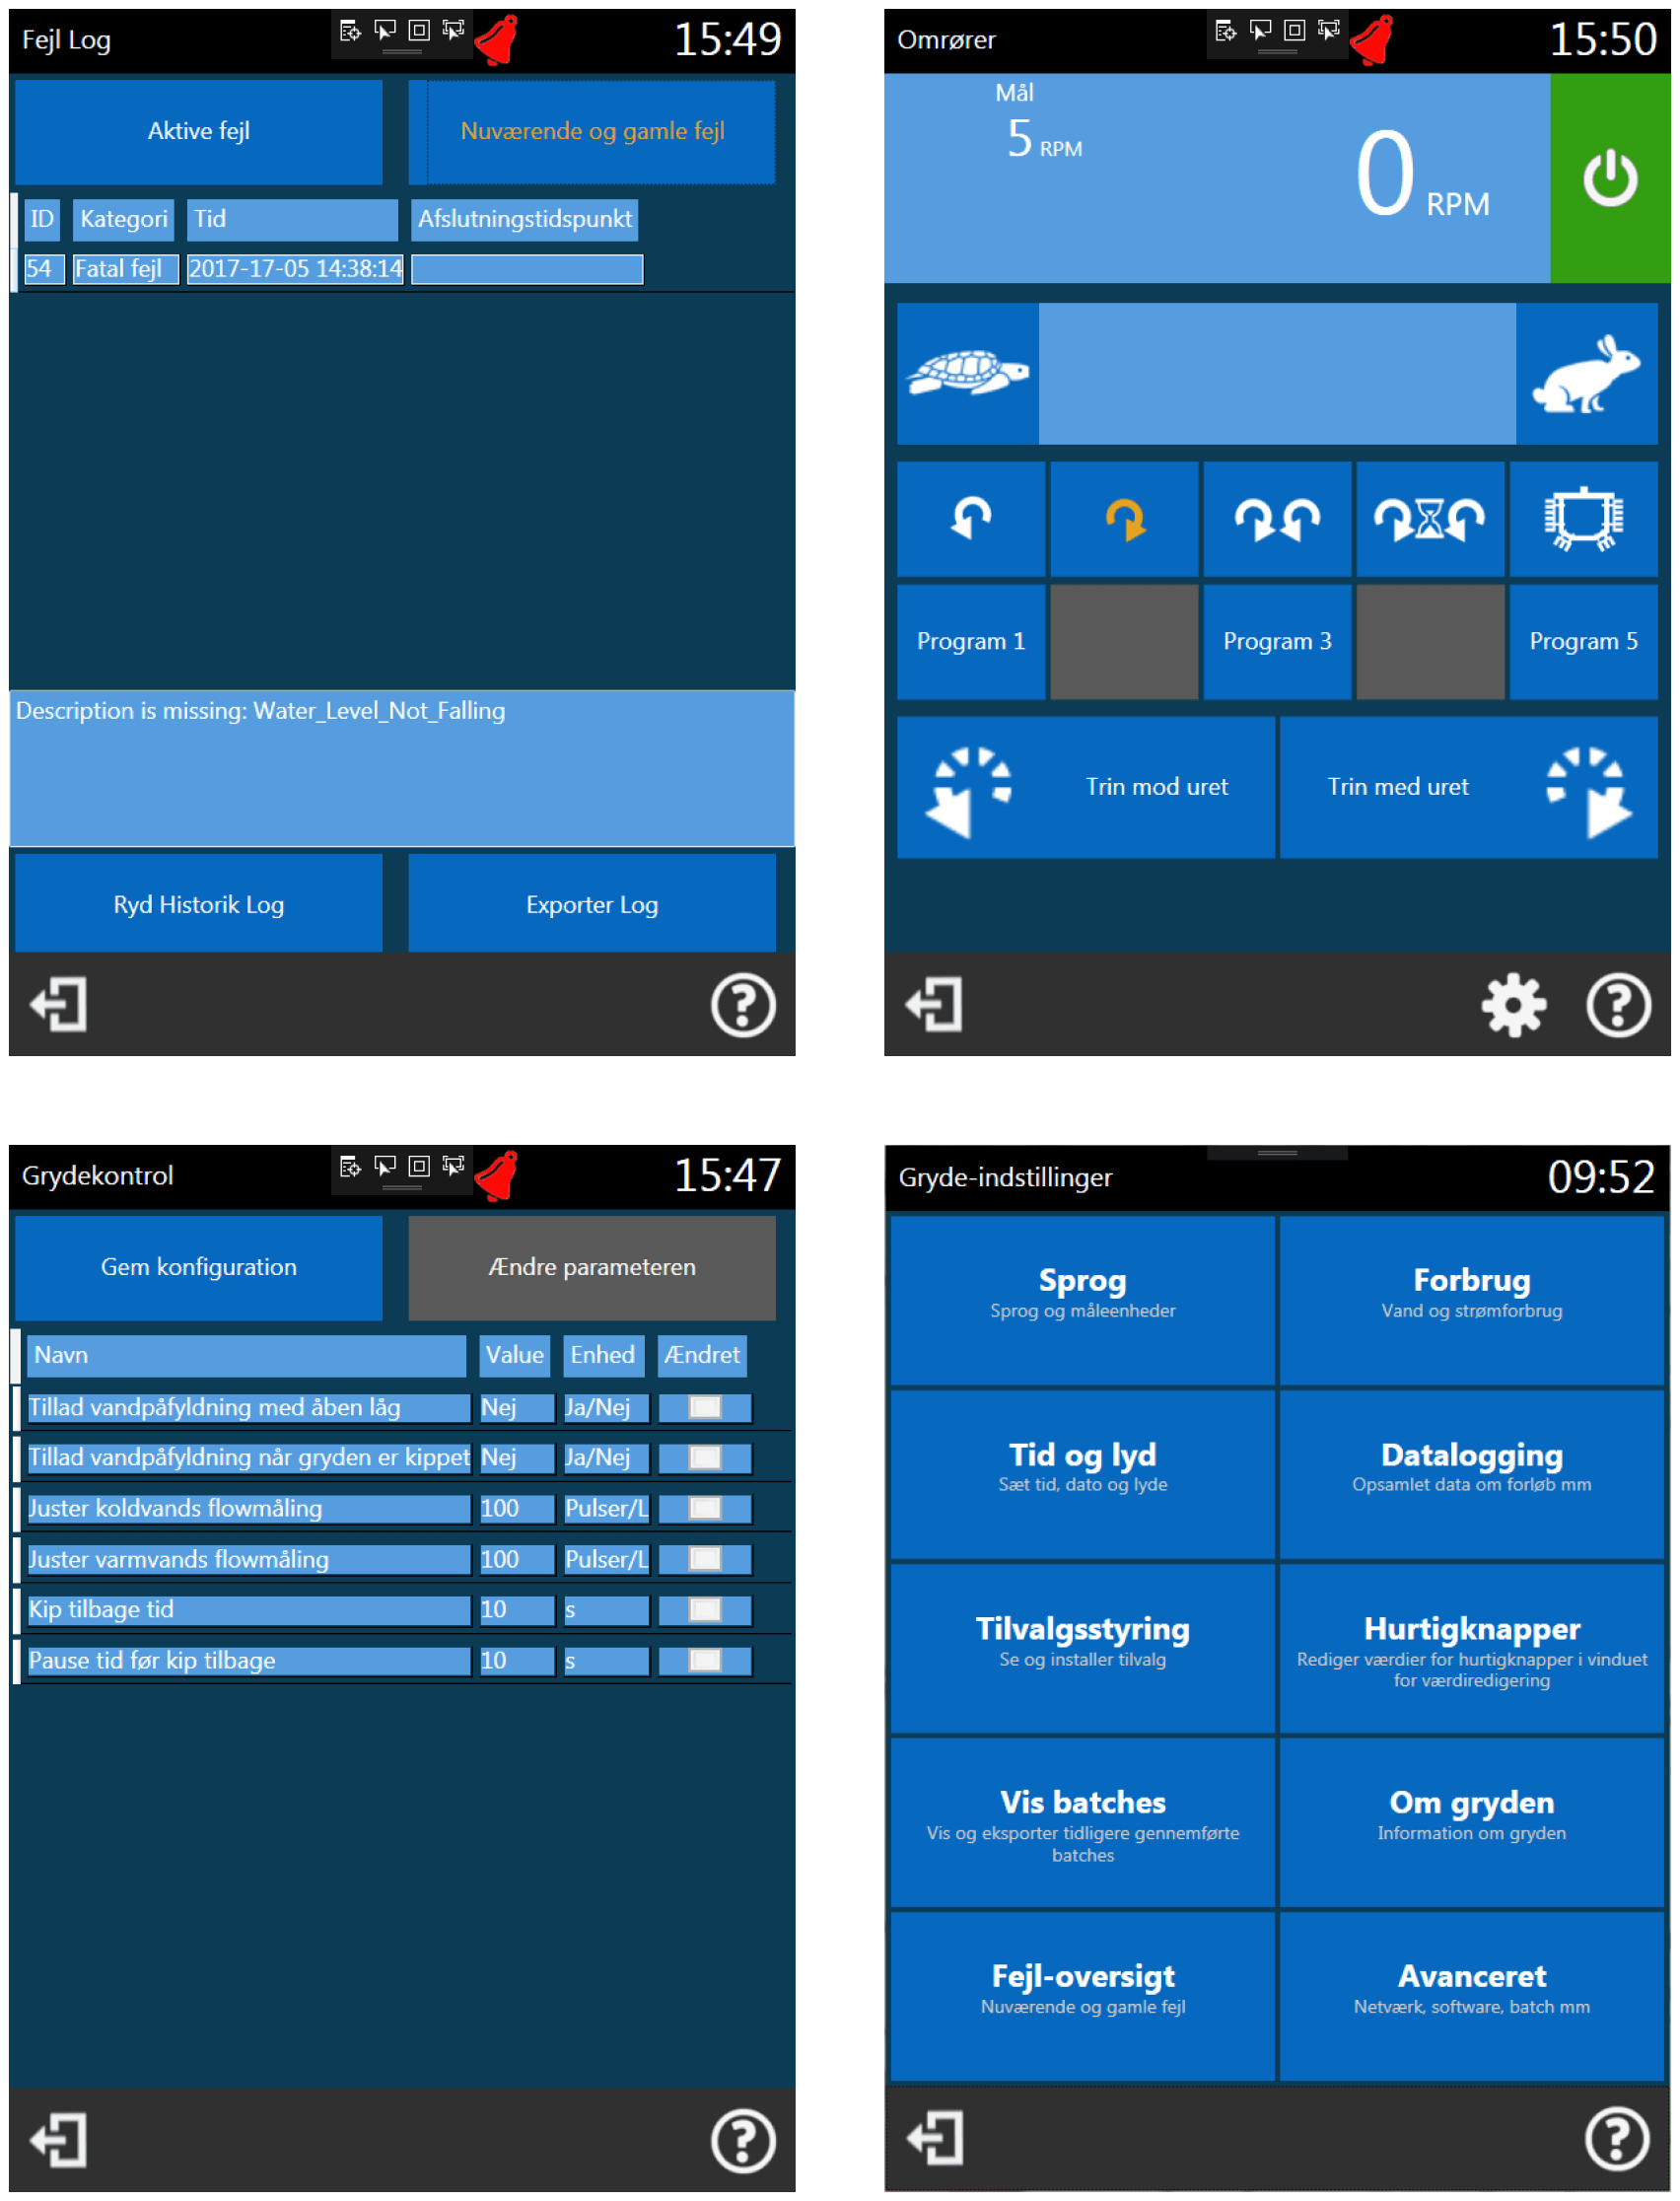 Fejl Log
15:49
Aktive fejl
Nuværende og gamle fejl
ID Kategori Tid Afslutningstidspunkt
54 Fatal fejl 2017-17-05 14:38:14
Description is missing: Water_Level_Not_Falling
Ryd Historik Log
Exporter Log
?
Omrører
15:50
Mål
5 RPM
0 RPM
Program 1
Program 3
Program 5
Trin mod uret
Trin med uret
?
Grydekontrol
15:47
Gem konfiguration
Ændre parameteren
Navn Value Enhed Ændret
Tillad vandpåfyldning med åben låg Nej Ja/Nej
Tillad vandpåfyldning når gryden er kippet Nej Ja/Nej
Juster koldvands flowmåling 100 Pulser/L
Juster varmvands flowmåling 100 Pulser/L
Kip tilbage tid 10 s
Pause tid før kip tilbage 10 s
?
Gryde-indstillinger
09:52
Sprog
Sprog og måleenheder
Forbrug
Vand og strømforbrug
Tid og lyd
Sæt tid, dato og lyde
Datalogging
Opsamlet data om forløb mm
Tilvalgsstyring
Se og installer tilvalg
Hurtigknapper
Rediger værdier for hurtigknapper i vinduet
for værdiredigering
Vis batches
Vis og eksporter tidligere gennemførte
batches
Om gryden
Information om gryden
Fejl-oversigt
Nuværende og gamle fejl
Avanceret
Netværk, software, batch mm
?